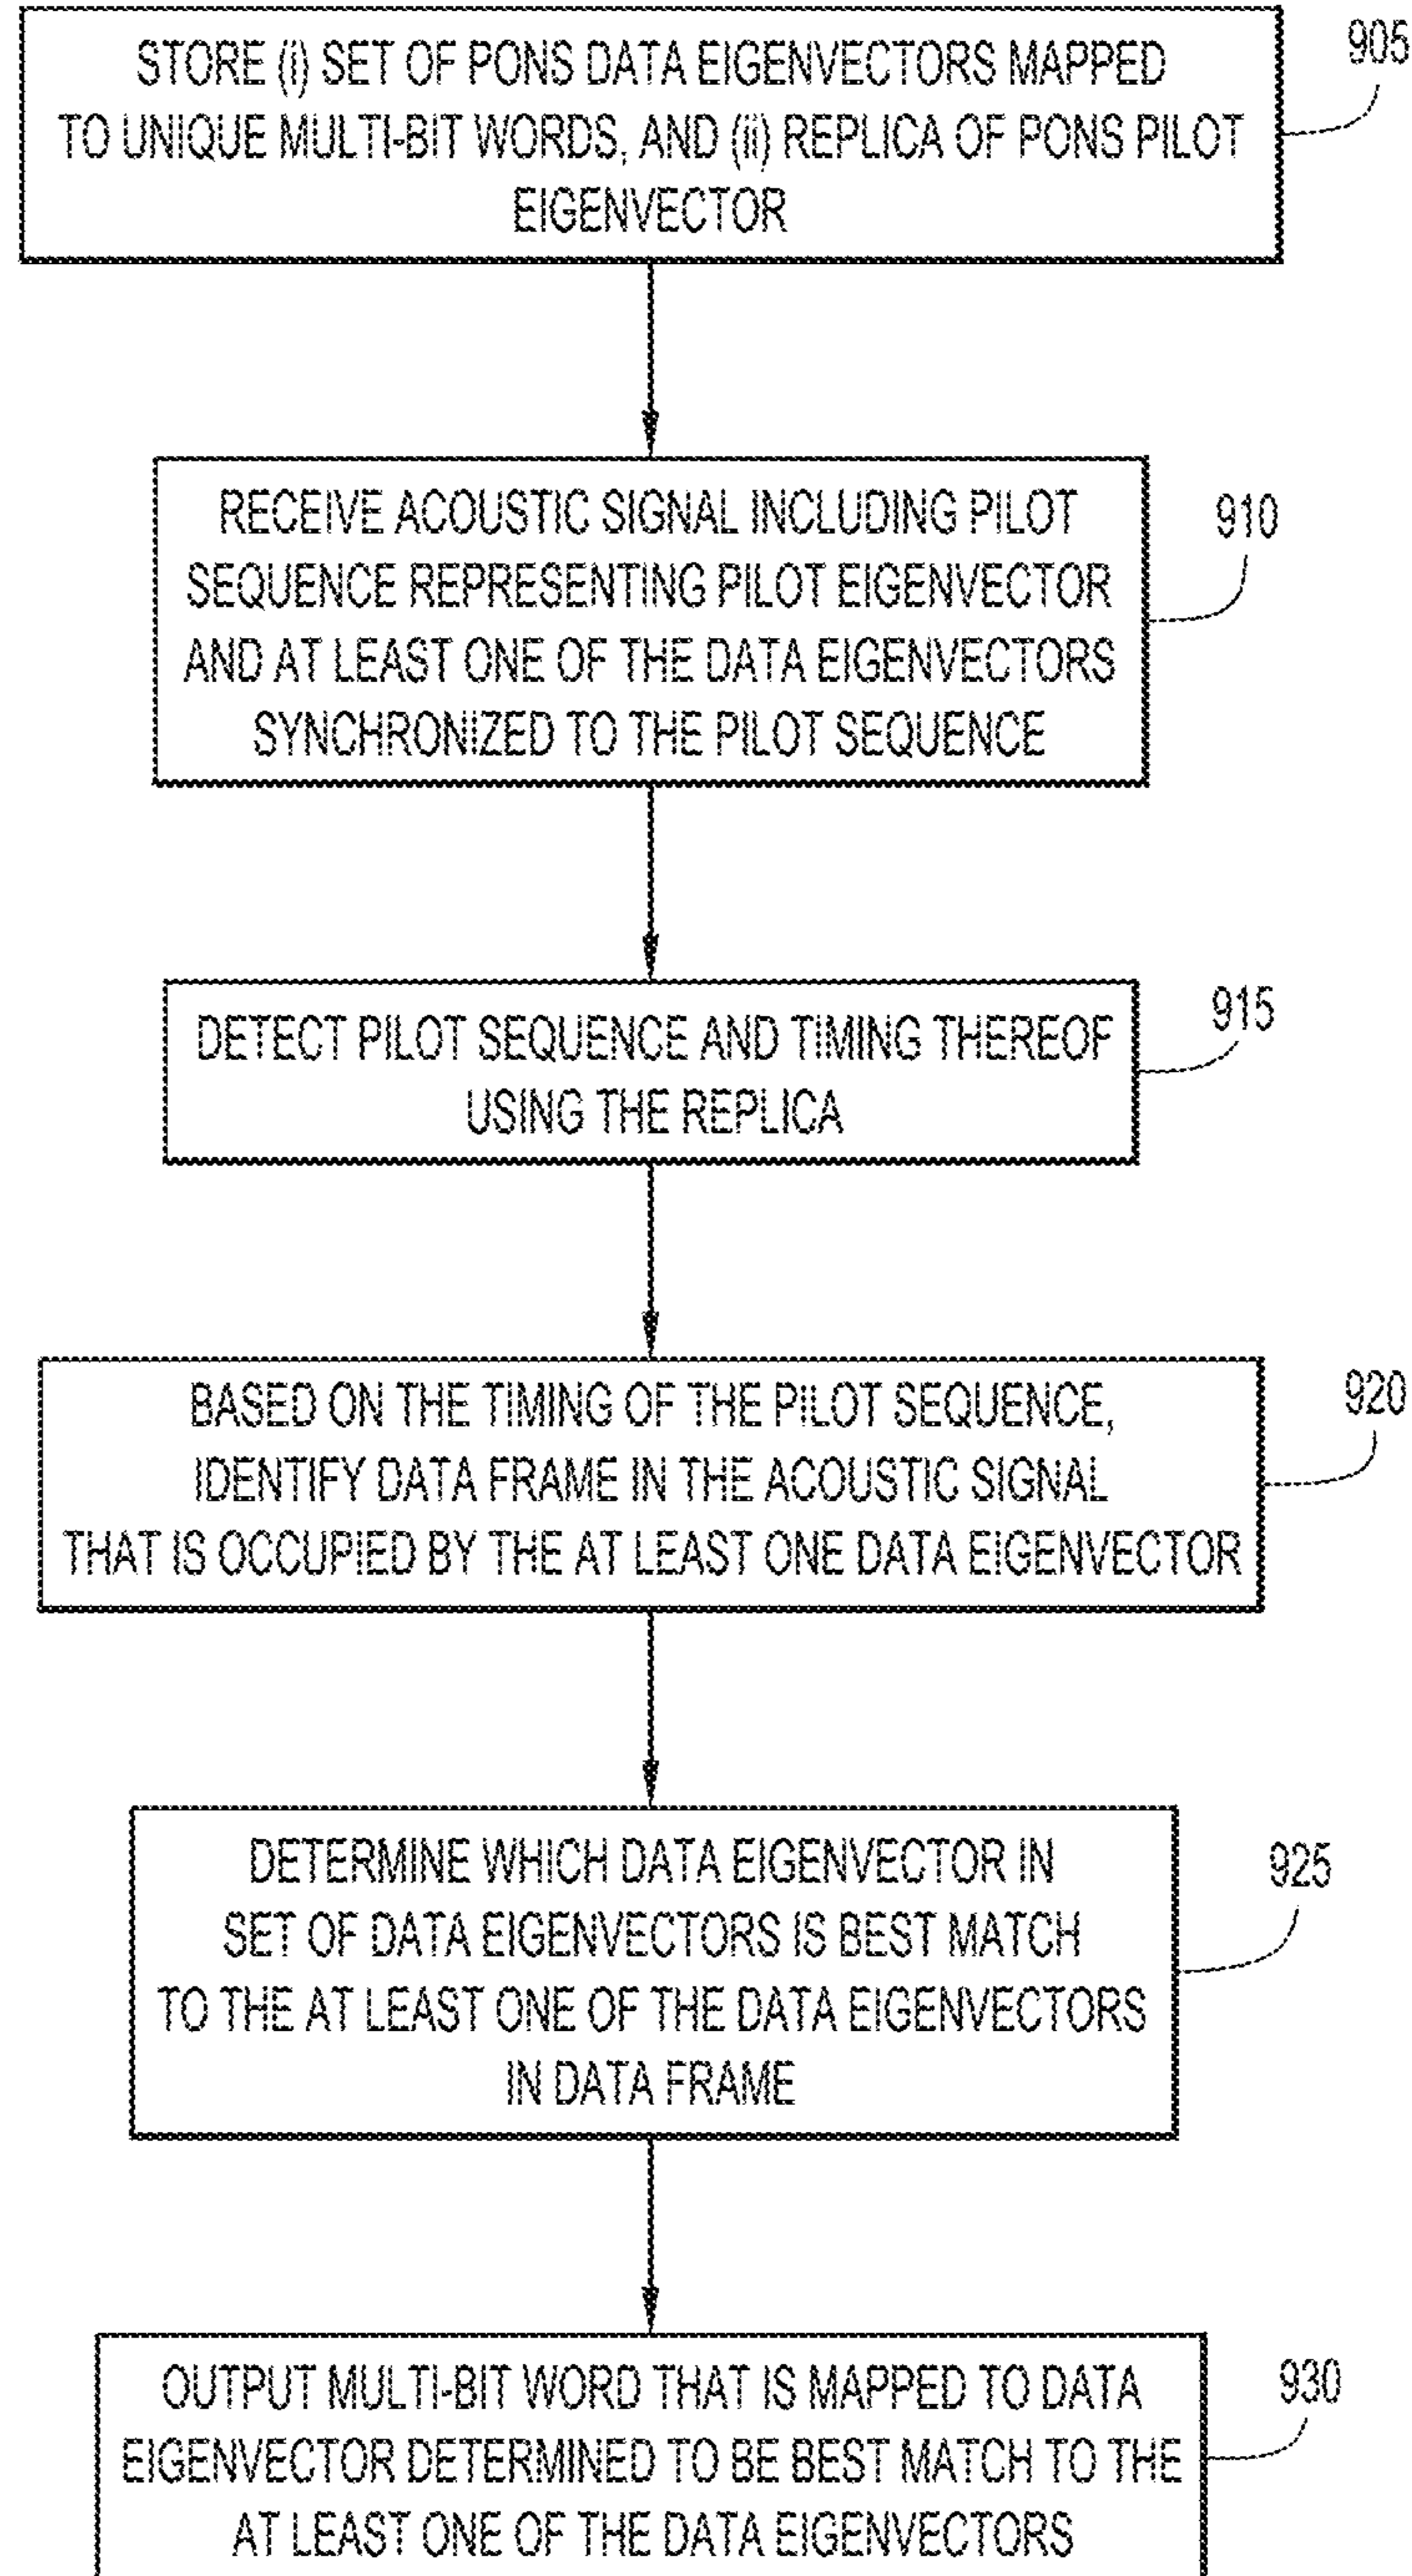 STORE (i) SET OF PONS DATA EIGENVECTORS MAPPED
TO UNIQUE MULTI-BIT WORDS, AND (ii) REPLICA OF PONS PILOT
EIGENVECTOR
905
RECEIVE ACOUSTIC SIGNAL INCLUDING PILOT
SEQUENCE REPRESENTING PILOT EIGENVECTOR
AND AT LEAST ONE OF THE DATA EIGENVECTORS
SYNCHRONIZED TO THE PILOT SEQUENCE
910
DETECT PILOT SEQUENCE AND TIMING THEREOF
USING THE REPLICA
915
BASED ON THE TIMING OF THE PILOT SEQUENCE,
IDENTIFY DATA FRAME IN THE ACOUSTIC SIGNAL
THAT IS OCCUPIED BY THE AT LEAST ONE DATA EIGENVECTOR
920
DETERMINE WHICH DATA EIGENVECTOR IN
SET OF DATA EIGENVECTORS IS BEST MATCH
TO THE AT LEAST ONE OF THE DATA EIGENVECTORS
IN DATA FRAME
925
OUTPUT MULTI-BIT WORD THAT IS MAPPED TO DATA
EIGENVECTOR DETERMINED TO BE BEST MATCH TO THE
AT LEAST ONE OF THE DATA EIGENVECTORS
930